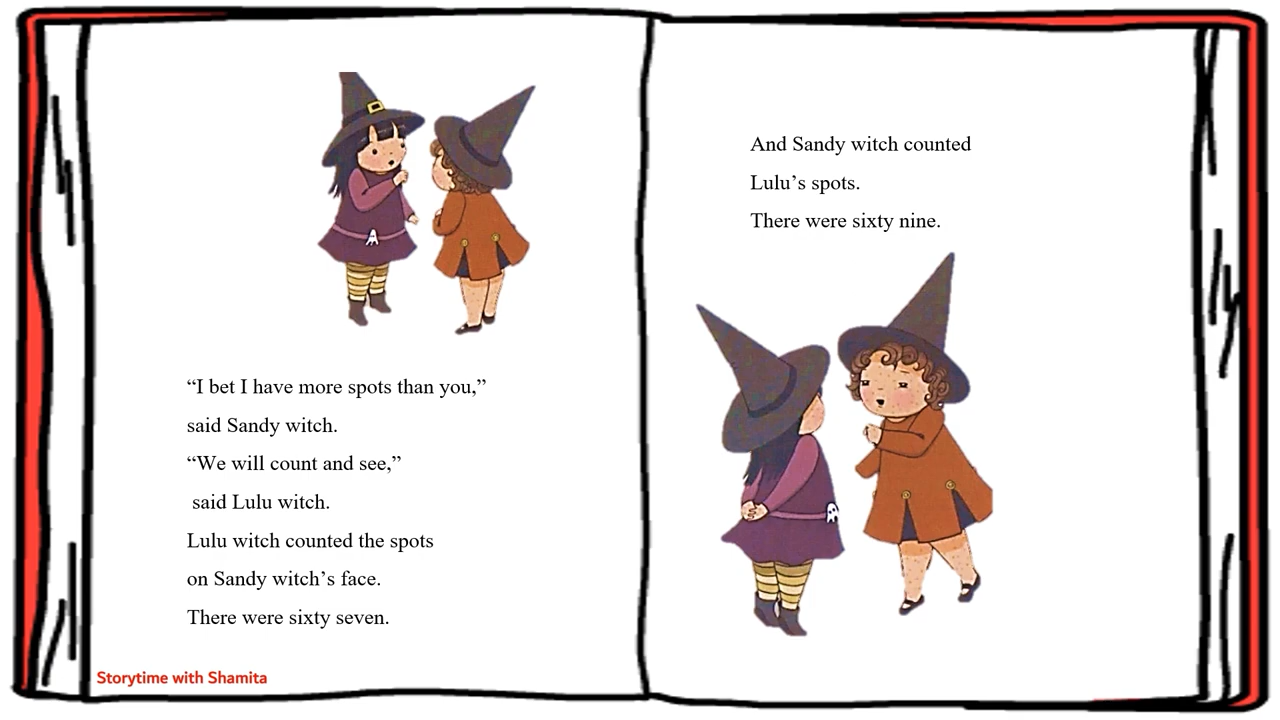 “I bet I have more spots than you,”
said Sandy witch.
“We will count and see,”
said Lulu witch.
Lulu witch counted the spots
on Sandy witch’s face.
There were sixty seven.
Storytime with Shamita
And Sandy witch counted
Lulu’s spots.
There were sixty nine.